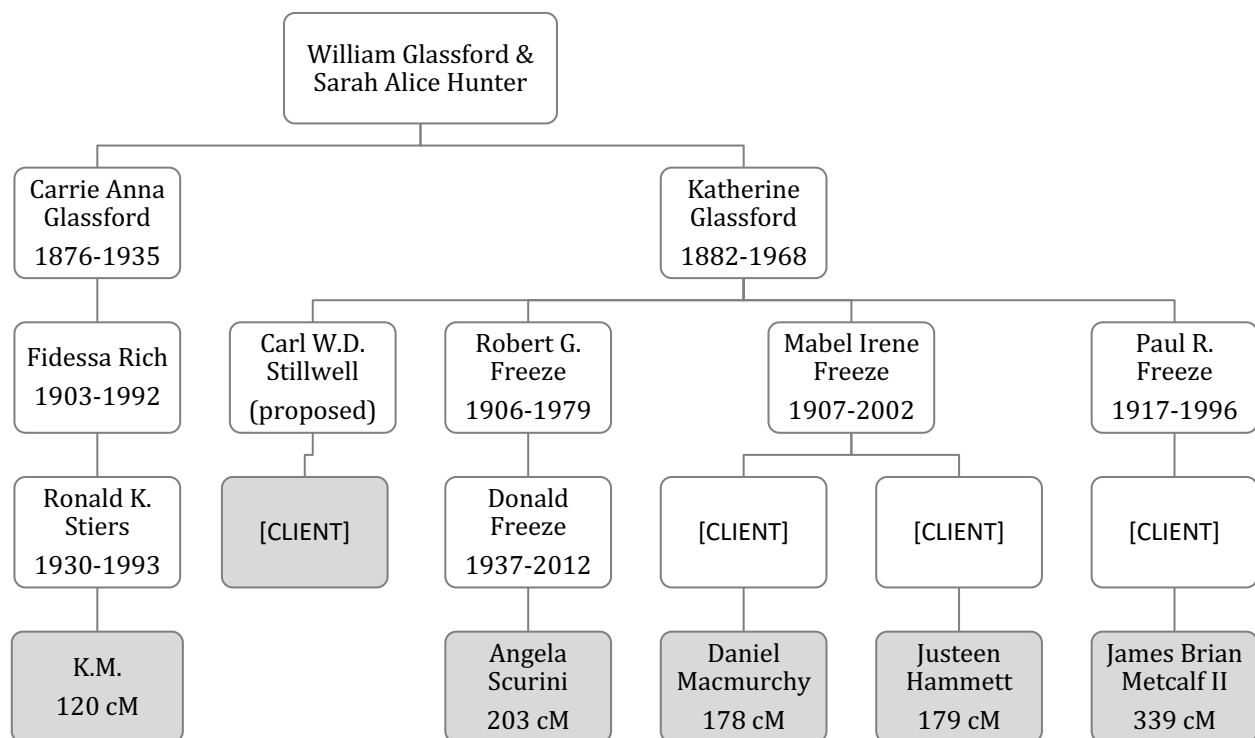 William Glassford &
Sarah Alice Hunter
Carrie Anna
Glassford
1876-1935
Katherine
Glassford
1882-1968
Fidessa Rich
1903-1992
Carl W.D.
Stillwell
(proposed)
Robert G.
Freeze
1906-1979
Mabel Irene
Freeze
1907-2002
Paul R.
Freeze
1917-1996
Ronald K.
Stiers
1930-1993
[CLIENT]
Donald
Freeze
1937-2012
[CLIENT]
[CLIENT]
[CLIENT]
K.M.
120 cM
Angela
Scurini
203 cM
Daniel
Macmurchy
178 cM
Justeen
Hammett
179 cM
James Brian
Metcalf II
339 cM